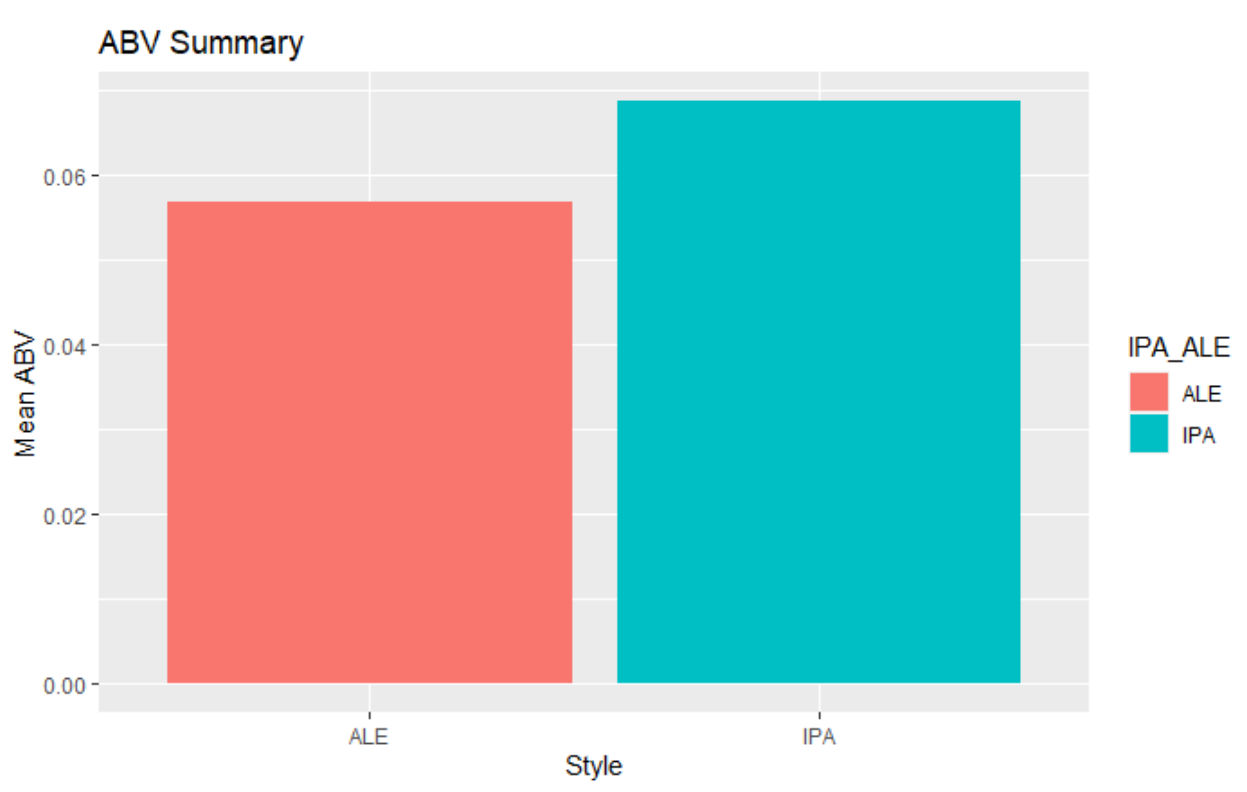 ABV Summary
Mean ABV
0.06
0.04
0.02
0.00
ALE
IPA
Style
IPA_ALE
ALE
IPA